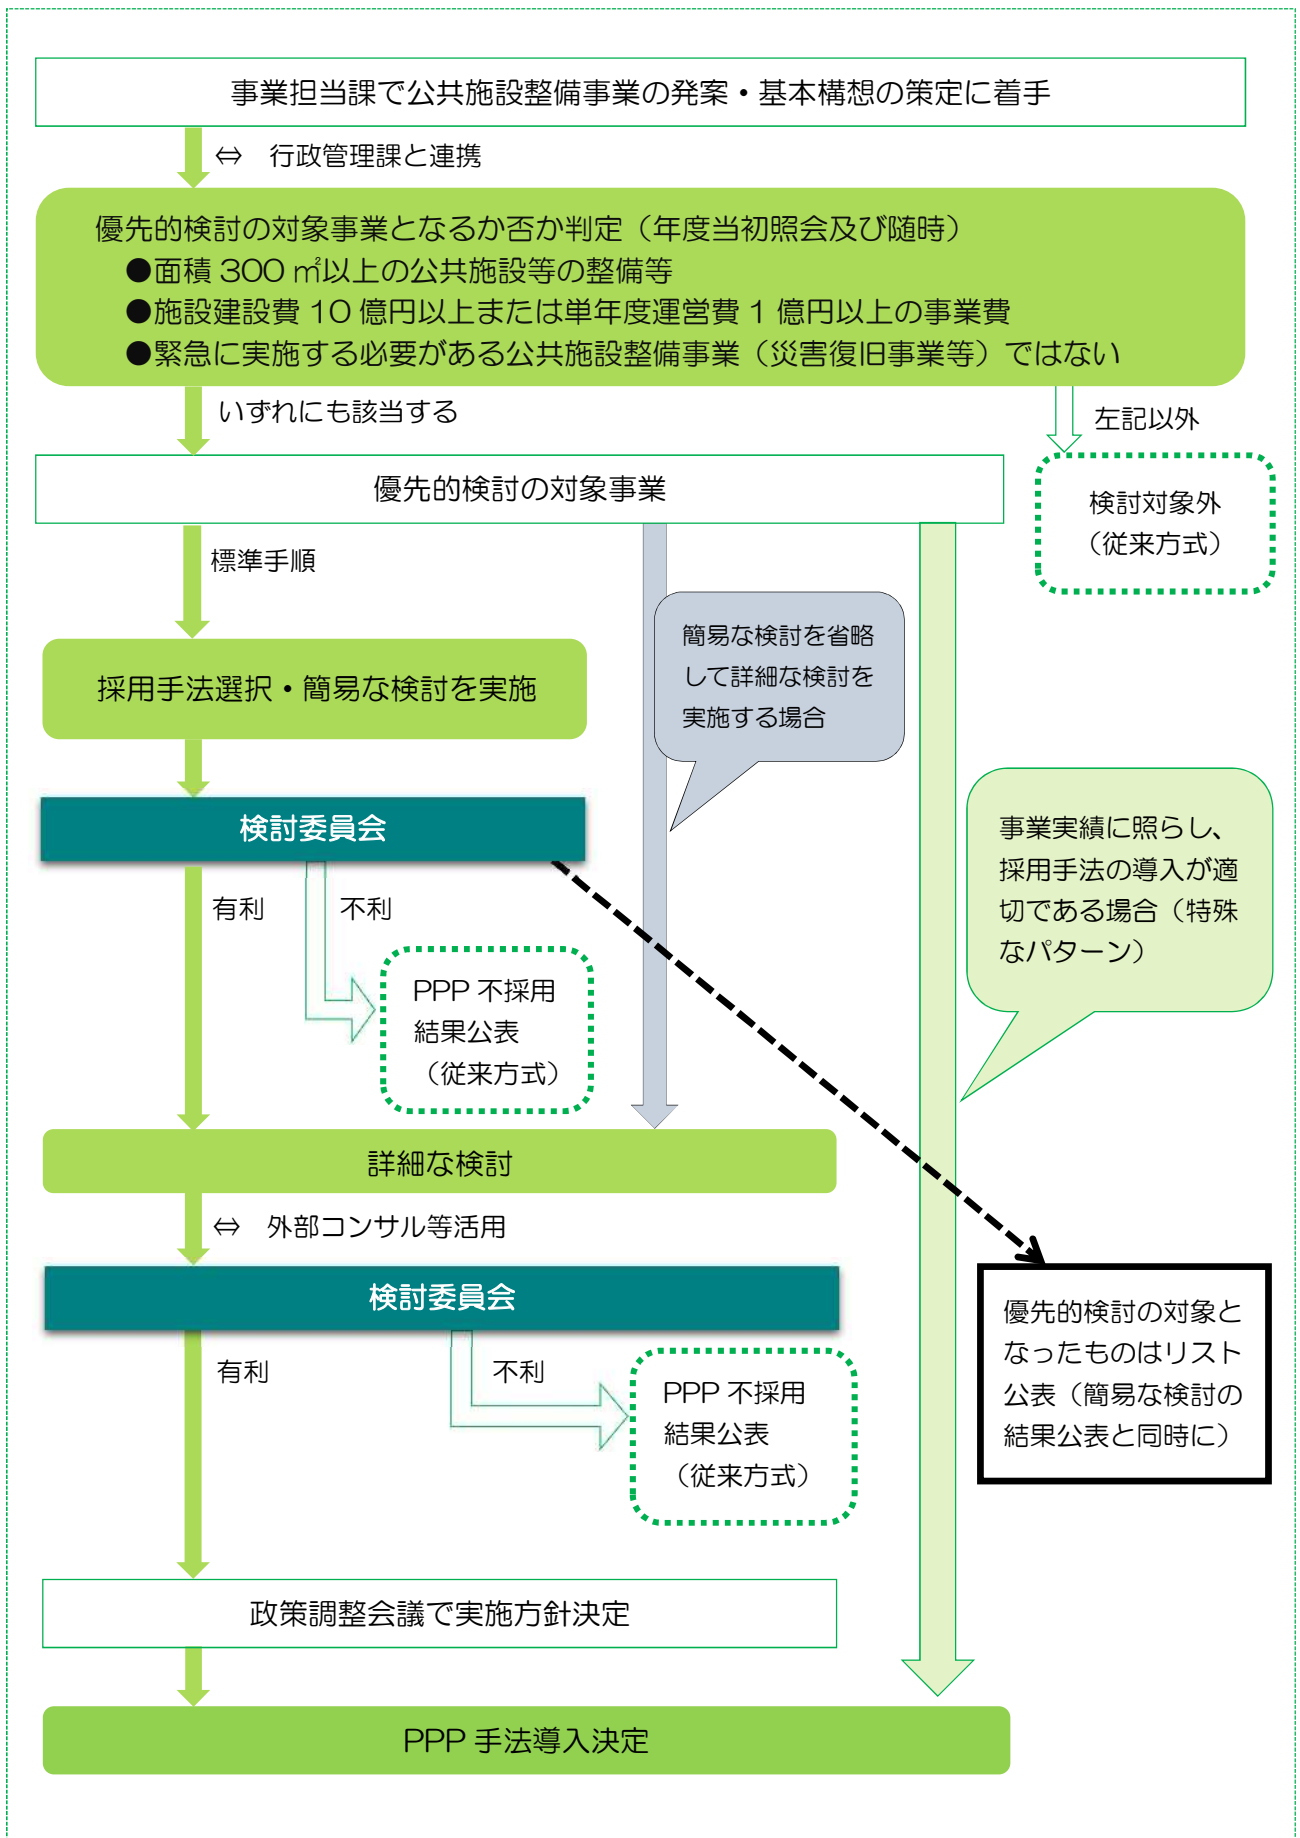 事業担当課で公共施設整備事業の発案・基本構想の策定に着手
⇔ 行政管理課と連携
優先的検討の対象事業となるか否か判定（年度当初照会及び随時）
●面積 300 ㎡以上の公共施設等の整備等
●施設建設費 10 億円以上または単年度運営費 1 億円以上の事業費
●緊急に実施する必要がある公共施設整備事業（災害復旧事業等）ではない
いずれにも該当する
左記以外
優先的検討の対象事業
検討対象外
（従来方式）
標準手順
簡易な検討を省略
して詳細な検討を
実施する場合
採用手法選択・簡易な検討を実施
検討委員会
事業実績に照らし、
採用手法の導入が適
切である場合（特殊
なパターン）
有利
不利
PPP 不採用
結果公表
（従来方式）
詳細な検討
⇔ 外部コンサル等活用
検討委員会
優先的検討の対象と
なったものはリスト
公表（簡易な検討の
結果公表と同時に）
有利
不利
PPP 不採用
結果公表
（従来方式）
政策調整会議で実施方針決定
PPP 手法導入決定